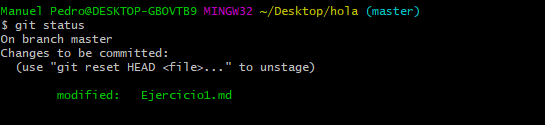 Manuel Pedro@DESKTOP-GBOVTB9 MINGW32 ~/Desktop/hola (master)
$ git status
On branch master
Changes to be committed:
  (use "git reset HEAD <file>..." to unstage)

        modified:   Ejercicio1.md